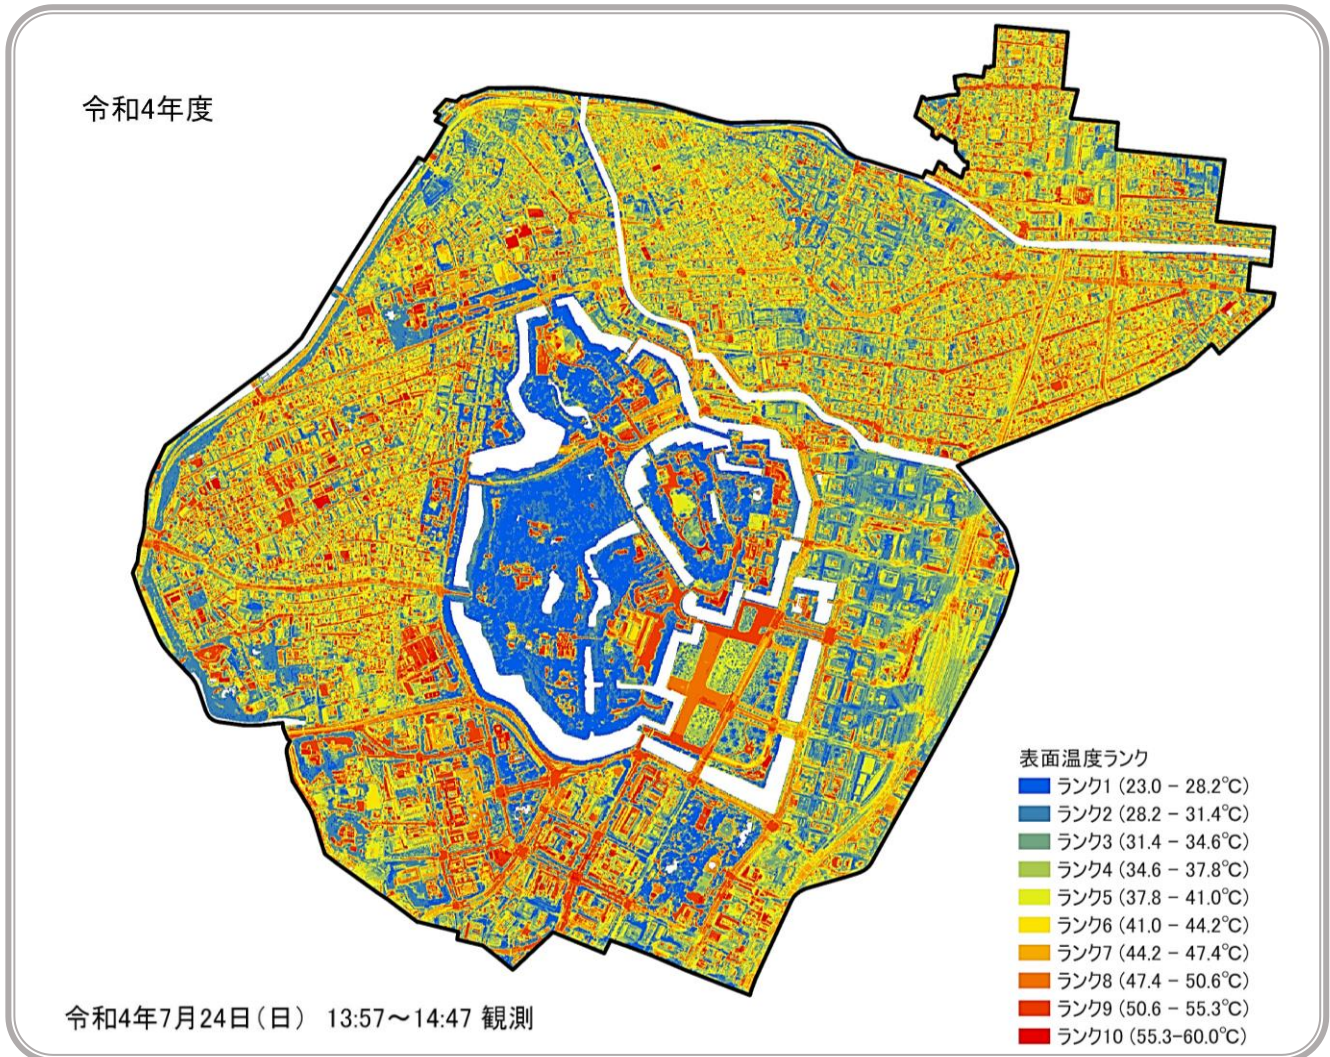 令和4年度
表面温度ランク
ランク1 (23.0 - 28.2℃)
ランク2 (28.2 - 31.4℃)
ランク3 (31.4 - 34.6℃)
ランク4 (34.6 - 37.8℃)
ランク5 (37.8 - 41.0℃)
ランク6 (41.0 - 44.2℃)
ランク7 (44.2 - 47.4℃)
ランク8 (47.4 - 50.6℃)
ランク9 (50.6 - 55.3℃)
ランク10 (55.3-60.0℃)
令和4年7月24日(日) 13:57～14:47 観測